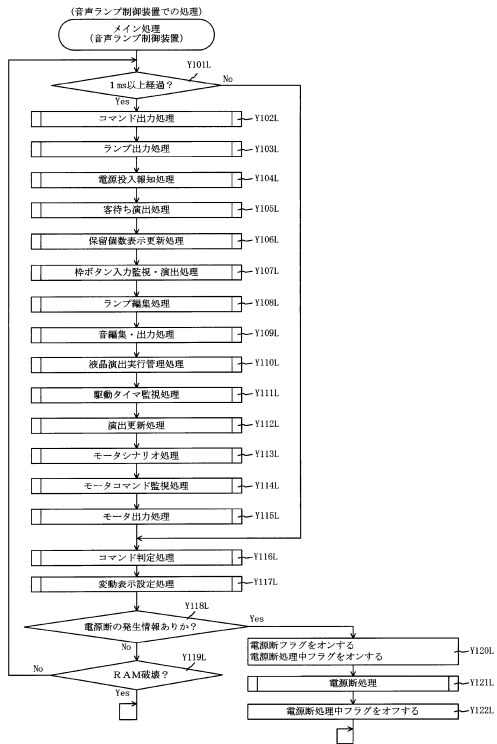 (音声ランプ制御装置での処理)
メイン処理
(音声ランプ制御装置)
Y101L
1ms以上経過?
No
Yes
コマンド出力処理
Y102L
ランプ出力処理
Y103L
電源投入報知処理
Y104L
客待ち演出処理
Y105L
保留個数表示更新処理
Y106L
枠ボタン入力監視・演出処理
Y107L
ランプ編集処理
Y108L
音編集・出力処理
Y109L
液晶演出実行管理処理
Y110L
駆動タイマ監視処理
Y111L
演出更新処理
Y112L
モータシナリオ処理
Y113L
モータコマンド監視処理
Y114L
モータ出力処理
Y115L
コマンド判定処理
Y116L
変動表示設定処理
Y117L
Y118L
電源断の発生情報ありか?
Yes
No
電源断フラグをオンする
電源断処理中フラグをオンする
Y120L
Y119L
No
RAM破壊?
Yes
電源断処理
Y121L
電源断処理中フラグをオフする
Y122L